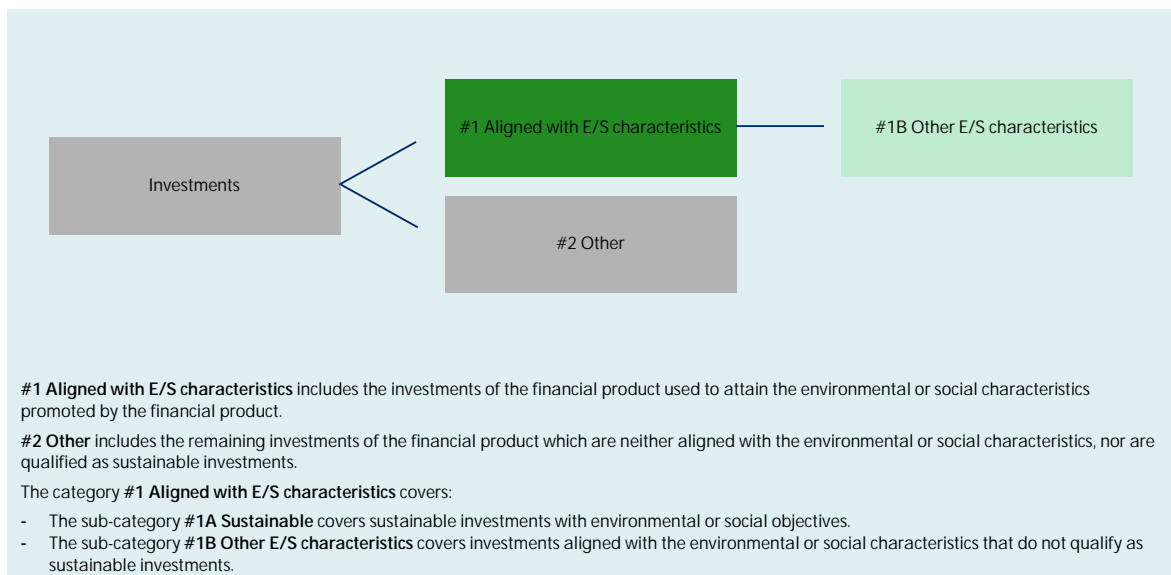 #1 Aligned with E/S characteristics
#1B Other E/S characteristics
Investments
#2 Other
#1 Aligned with E/S characteristics includes the investments of the financial product used to attain the environmental or social characteristics
promoted by the financial product.
#2 Other includes the remaining investments of the financial product which are neither aligned with the environmental or social characteristics, nor are
qualified as sustainable investments.
The category #1 Aligned with E/S characteristics covers:
- The sub-category #1A Sustainable covers sustainable investments with environmental or social objectives.
- The sub-category #1B Other E/S characteristics covers investments aligned with the environmental or social characteristics that do not qualify as
sustainable investments.